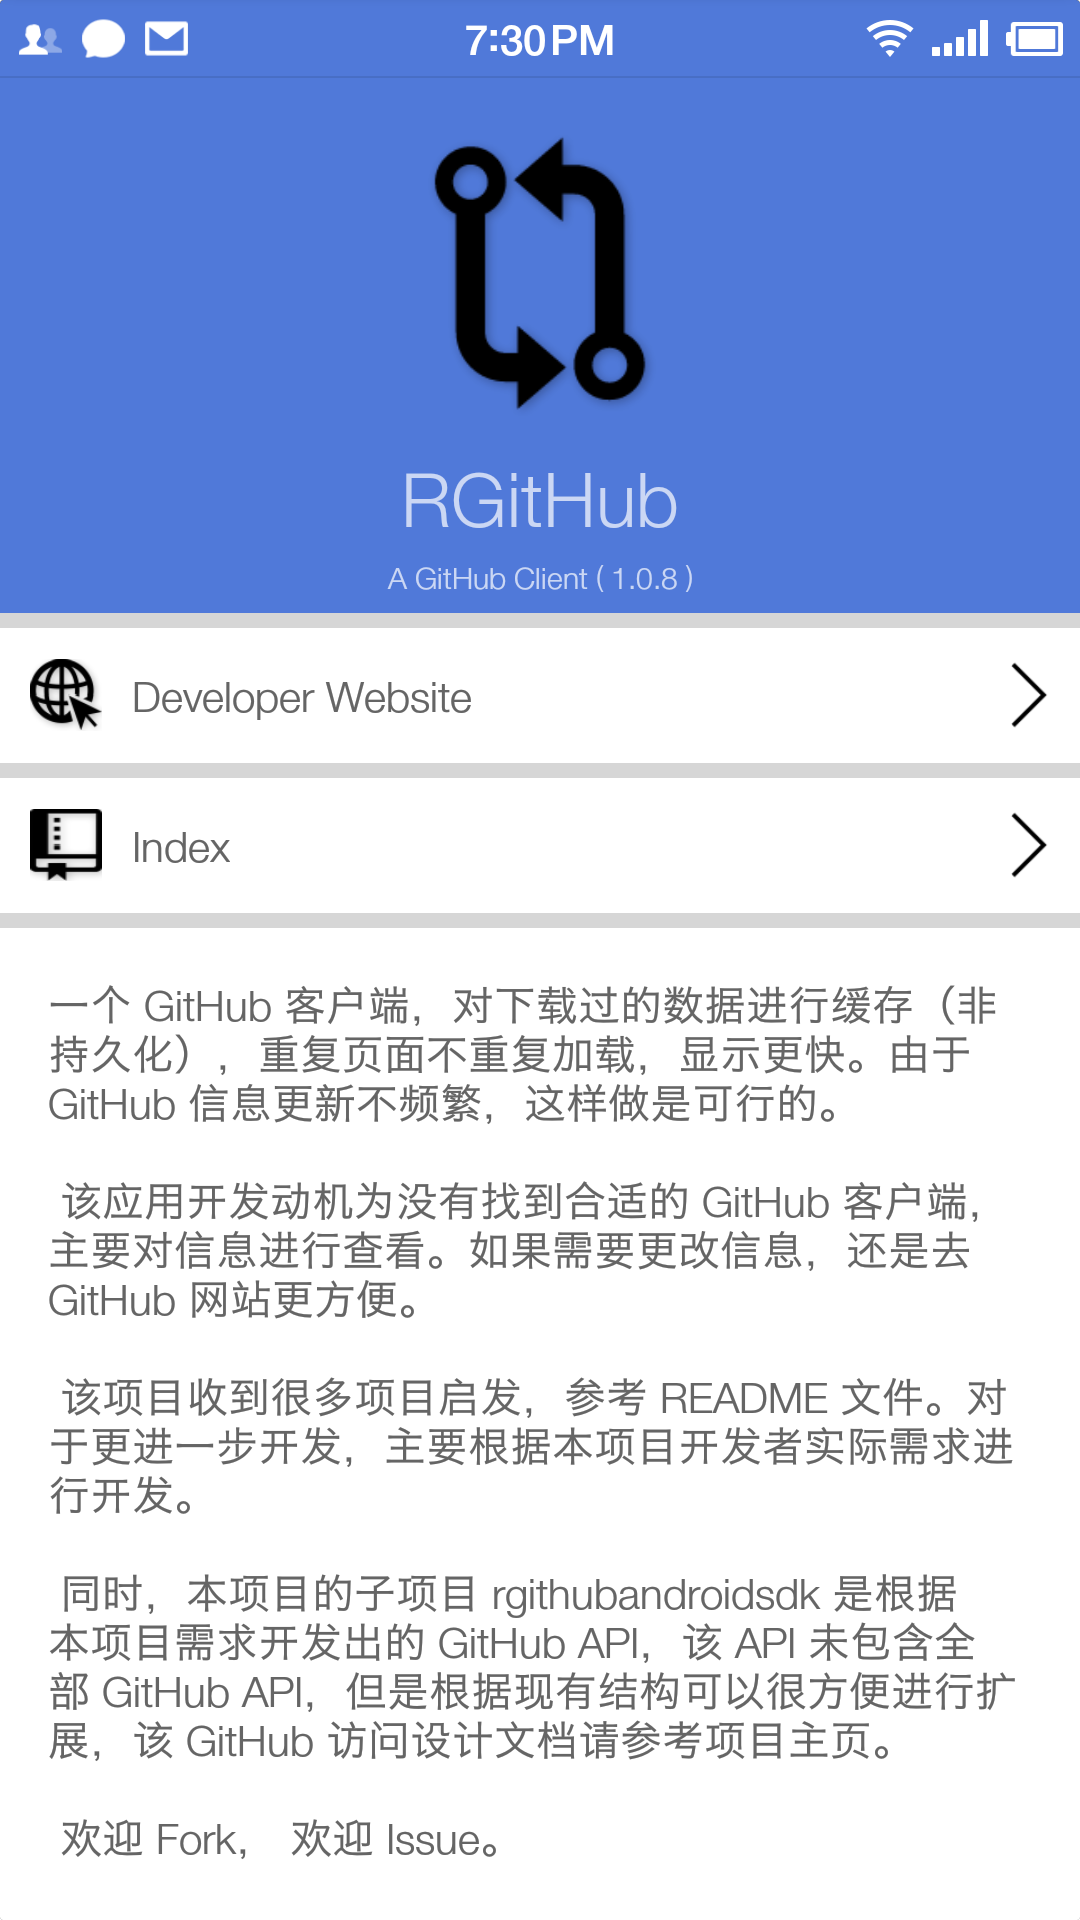 7:30PM
RGitHub
A GitHub Client ( 1.0.8 )
Developer Website
Index
一个 GitHub 客户端，对下载过的数据进行缓存（非
持久化），重复页面不重复加载，显示更快。由于
GitHub 信息更新不频繁，这样做是可行的。
该应用开发动机为没有找到合适的 GitHub 客户端，
主要对信息进行查看。如果需要更改信息，还是去
GitHub 网站更方便。
该项目收到很多项目启发，参考 README 文件。对
于更进一步开发，主要根据本项目开发者实际需求进
行开发。
同时，本项目的子项目 rgithubandroidsdk 是根据
本项目需求开发出的 GitHub API，该 API 未包含全
部 GitHub API，但是根据现有结构可以很方便进行扩
展，该 GitHub 访问设计文档请参考项目主页。
欢迎 Fork， 欢迎 Issue。